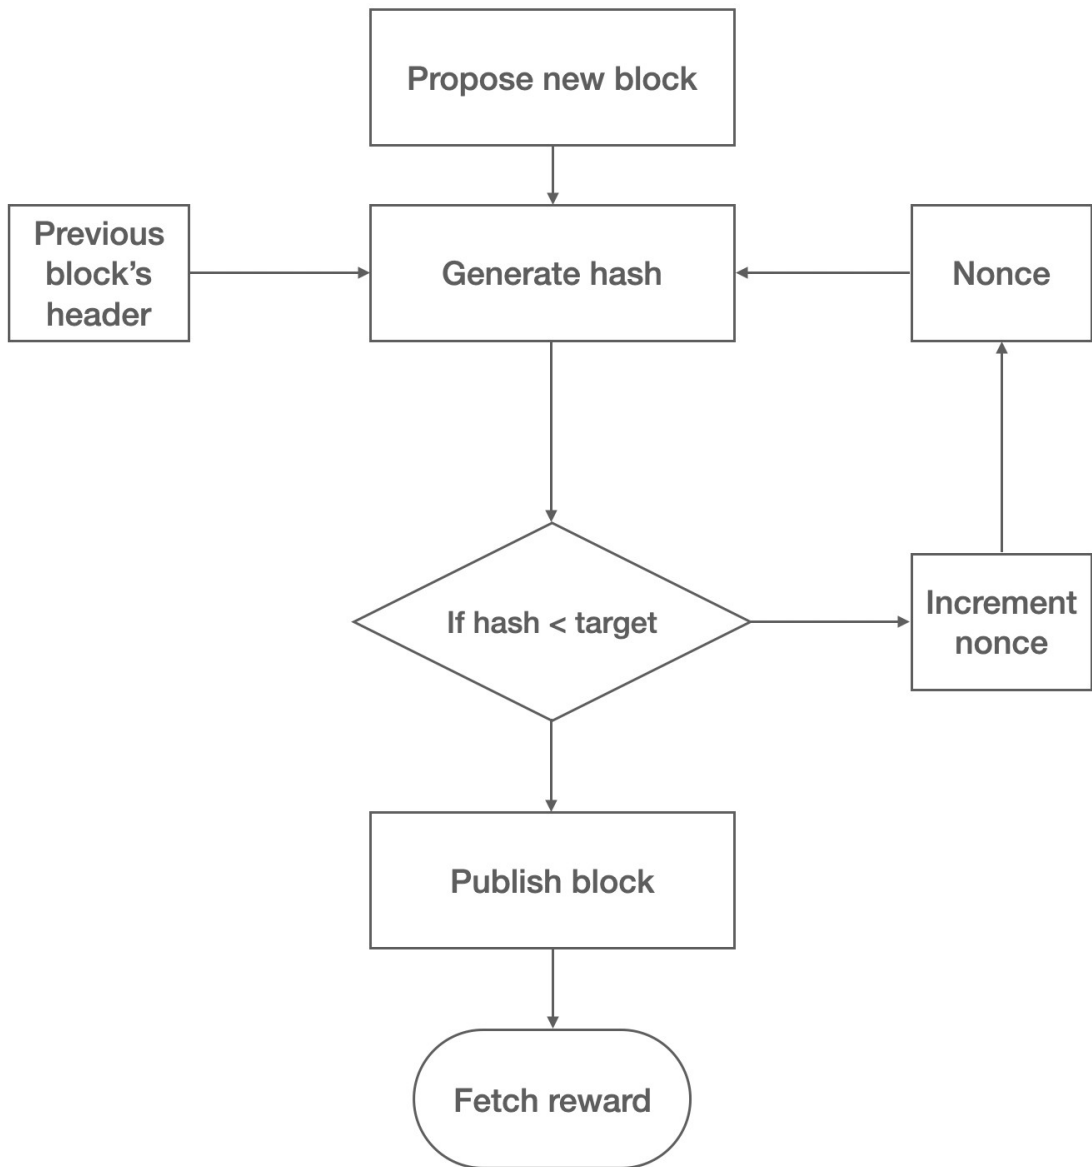 Propose new block
Previous
block’s
header
Generate hash
Nonce
If hash < target
Increment
nonce
Publish block
Fetch reward